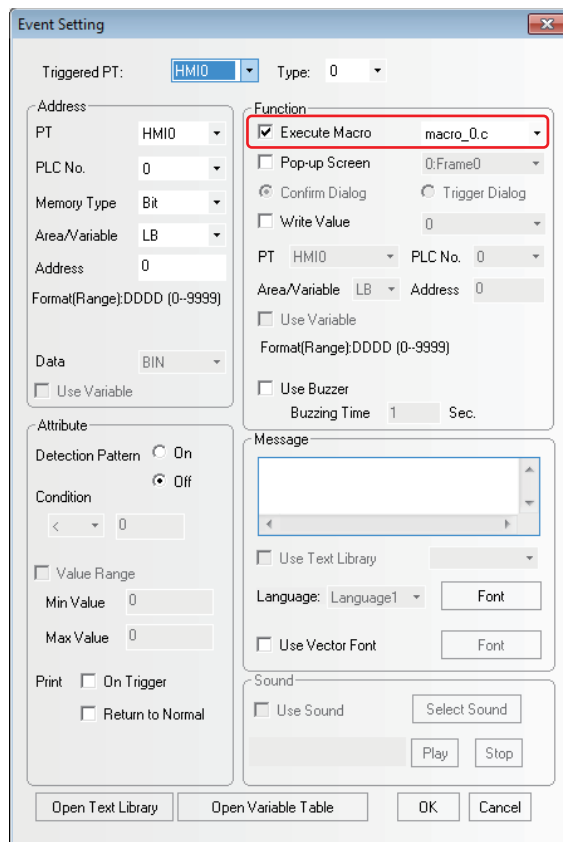 Event Setting
Triggered PT: HMI0 Type: 0
Address
PT HMI0
PLC No. 0
Memory Type Bit
Area/Variable LB
Address 0
Format(Range):DDDD (0--9999)
Data BIN
Use Variable
Attribute
Detection Pattern On
Off
Condition
< 0
Value Range
Min Value 0
Max Value 0
Print On Trigger
Return to Normal
Function
Execute Macro macro_0.c
Pop-up Screen 0:Frame0
Confirm Dialog Trigger Dialog
Write Value 0
PT HMI0 PLC No. 0
Area/Variable LB Address 0
Use Variable
Format(Range):DDDD (0--9999)
Use Buzzer
Buzzing Time 1 Sec.
Message
Use Text Library
Language: Language1 Font
Use Vector Font Font
Sound
Use Sound Select Sound
Play Stop
Open Text Library Open Variable Table OK Cancel